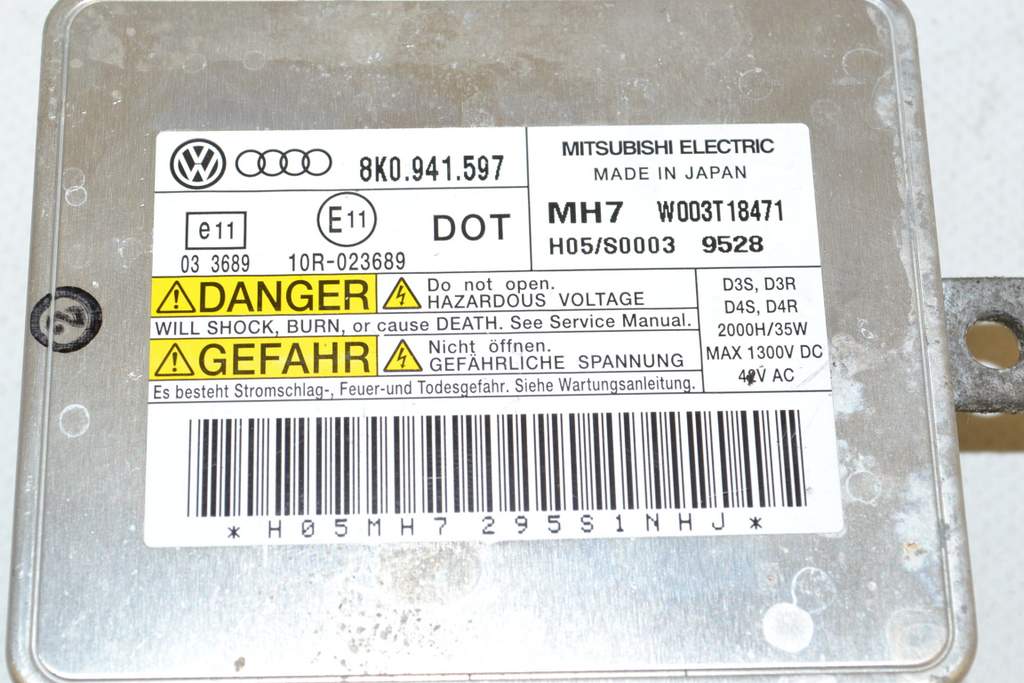 8K0.941.597
MITSUBISHI ELECTRIC
MADE IN JAPAN
e11
E11
DOT
MH7 W003T18471
03 3689 10R-023689
H05/S0003 9528
DANGER
Do not open.
HAZARDOUS VOLTAGE
WILL SHOCK, BURN, or cause DEATH. See Service Manual.
GEFAHR
Nicht öffnen.
GEFÄHRLICHE SPANNUNG
Es besteht Stromschlag-, Feuer-und Todesgefahr. Siehe Wartungsanleitung.
D3S, D3R
D4S, D4R
2000H/35W
MAX 1300V DC
42V AC
*H05MH7295S1NHJ*